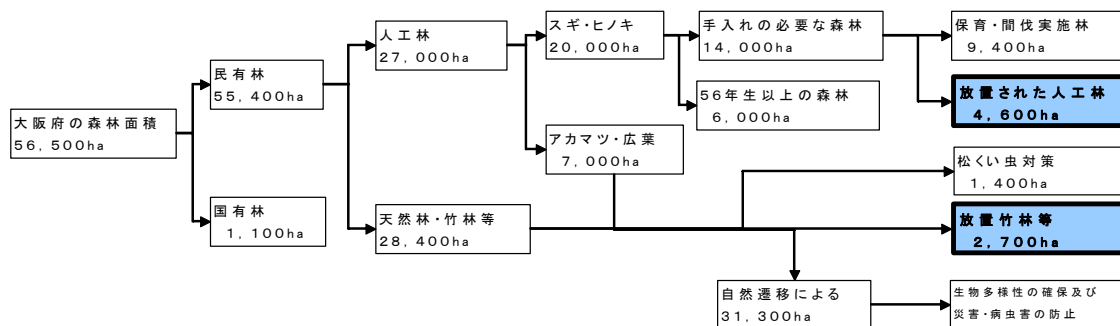 大阪府の森林面積
56,500ha
民有林
55,400ha
国有林
1,100ha
人工林
27,000ha
天然林・竹林等
28,400ha
スギ・ヒノキ
20,000ha
アカマツ・広葉
7,000ha
手入れの必要な森林
14,000ha
56年生以上の森林
6,000ha
保育・間伐実施林
9,400ha
放置された人工林
4,600ha
松くい虫対策
1,400ha
放置竹林等
2,700ha
自然遷移による
31,300ha
生物多様性の確保及び
災害・病虫害の防止